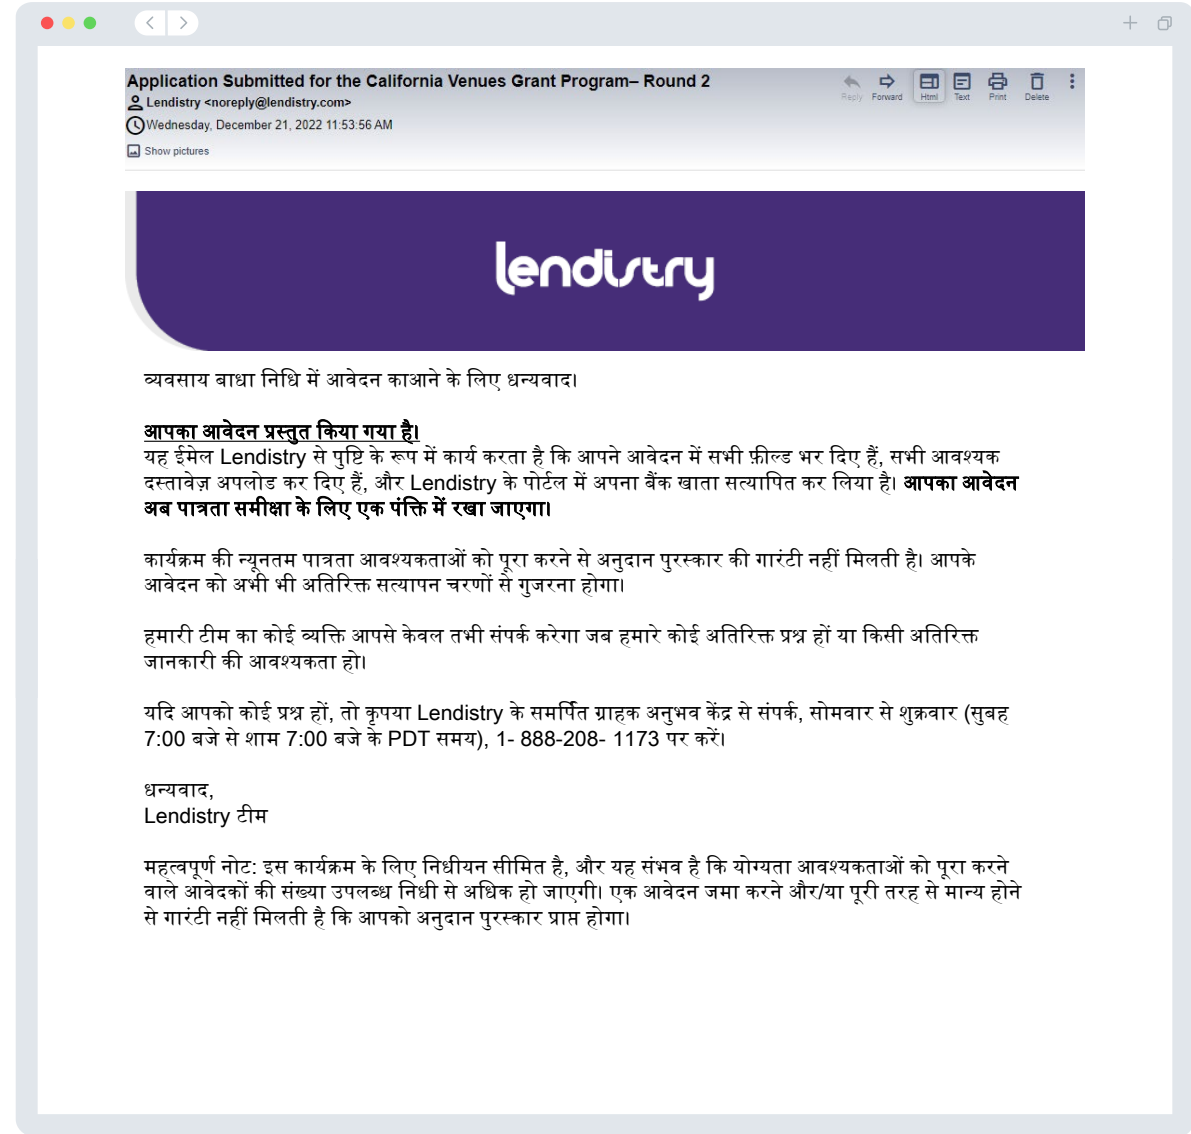 Application Submitted for the California Venues Grant Program– Round 2
Lendistry <noreply@lendistry.com>
Wednesday, December 21, 2022 11:53:56 AM
Show pictures
Reply Forward Html Text Print Delete
lendistry
व्यवसाय बाधा निधि में आवेदन काआने के लिए धन्यवाद।
आपका आवेदन प्रस्तुत किया गया है।
यह ईमेल Lendistry से पुष्टि के रूप में कार्य करता है कि आपने आवेदन में सभी फ़ील्ड भर दिए हैं, सभी आवश्यक
दस्तावेज़ अपलोड कर दिए हैं, और Lendistry के पोर्टल में अपना बैंक खाता सत्यापित कर लिया है। आपका आवेदन
अब पात्रता समीक्षा के लिए एक पंक्ति में रखा जाएगा।
कार्यक्रम की न्यूनतम पात्रता आवश्यकताओं को पूरा करने से अनुदान पुरस्कार की गारंटी नहीं मिलती है। आपके
आवेदन को अभी भी अतिरिक्त सत्यापन चरणों से गुजरना होगा।
हमारी टीम का कोई व्यक्ति आपसे केवल तभी संपर्क करेगा जब हमारे कोई अतिरिक्त प्रश्न हों या किसी अतिरिक्त
जानकारी की आवश्यकता हो।
यदि आपको कोई प्रश्न हों, तो कृपया Lendistry के समर्पित ग्राहक अनुभव केंद्र से संपर्क, सोमवार से शुक्रवार (सुबह
7:00 बजे से शाम 7:00 बजे के PDT समय), 1- 888-208- 1173 पर करें।
धन्यवाद,
Lendistry टीम
महत्वपूर्ण नोट: इस कार्यक्रम के लिए निधीयन सीमित है, और यह संभव है कि योग्यता आवश्यकताओं को पूरा करने
वाले आवेदकों की संख्या उपलब्ध निधी से अधिक हो जाएगी। एक आवेदन जमा करने और/या पूरी तरह से मान्य होने
से गारंटी नहीं मिलती है कि आपको अनुदान पुरस्कार प्राप्त होगा।